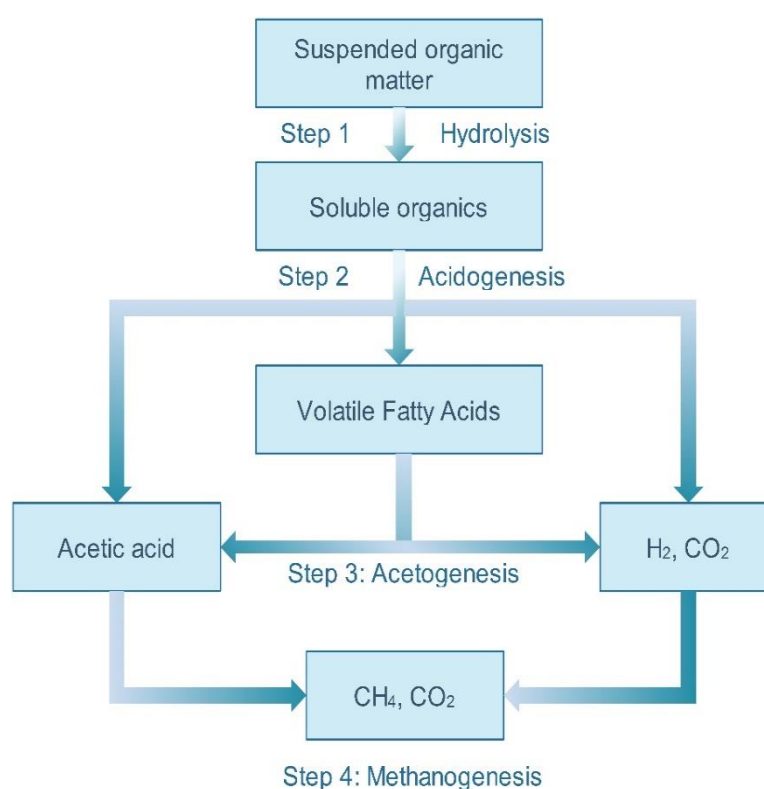 Suspended organic
matter
Step 1 Hydrolysis
Soluble organics
Step 2 Acidogenesis
Volatile Fatty Acids
Acetic acid
H₂, CO₂
Step 3: Acetogenesis
CH₄, CO₂
Step 4: Methanogenesis